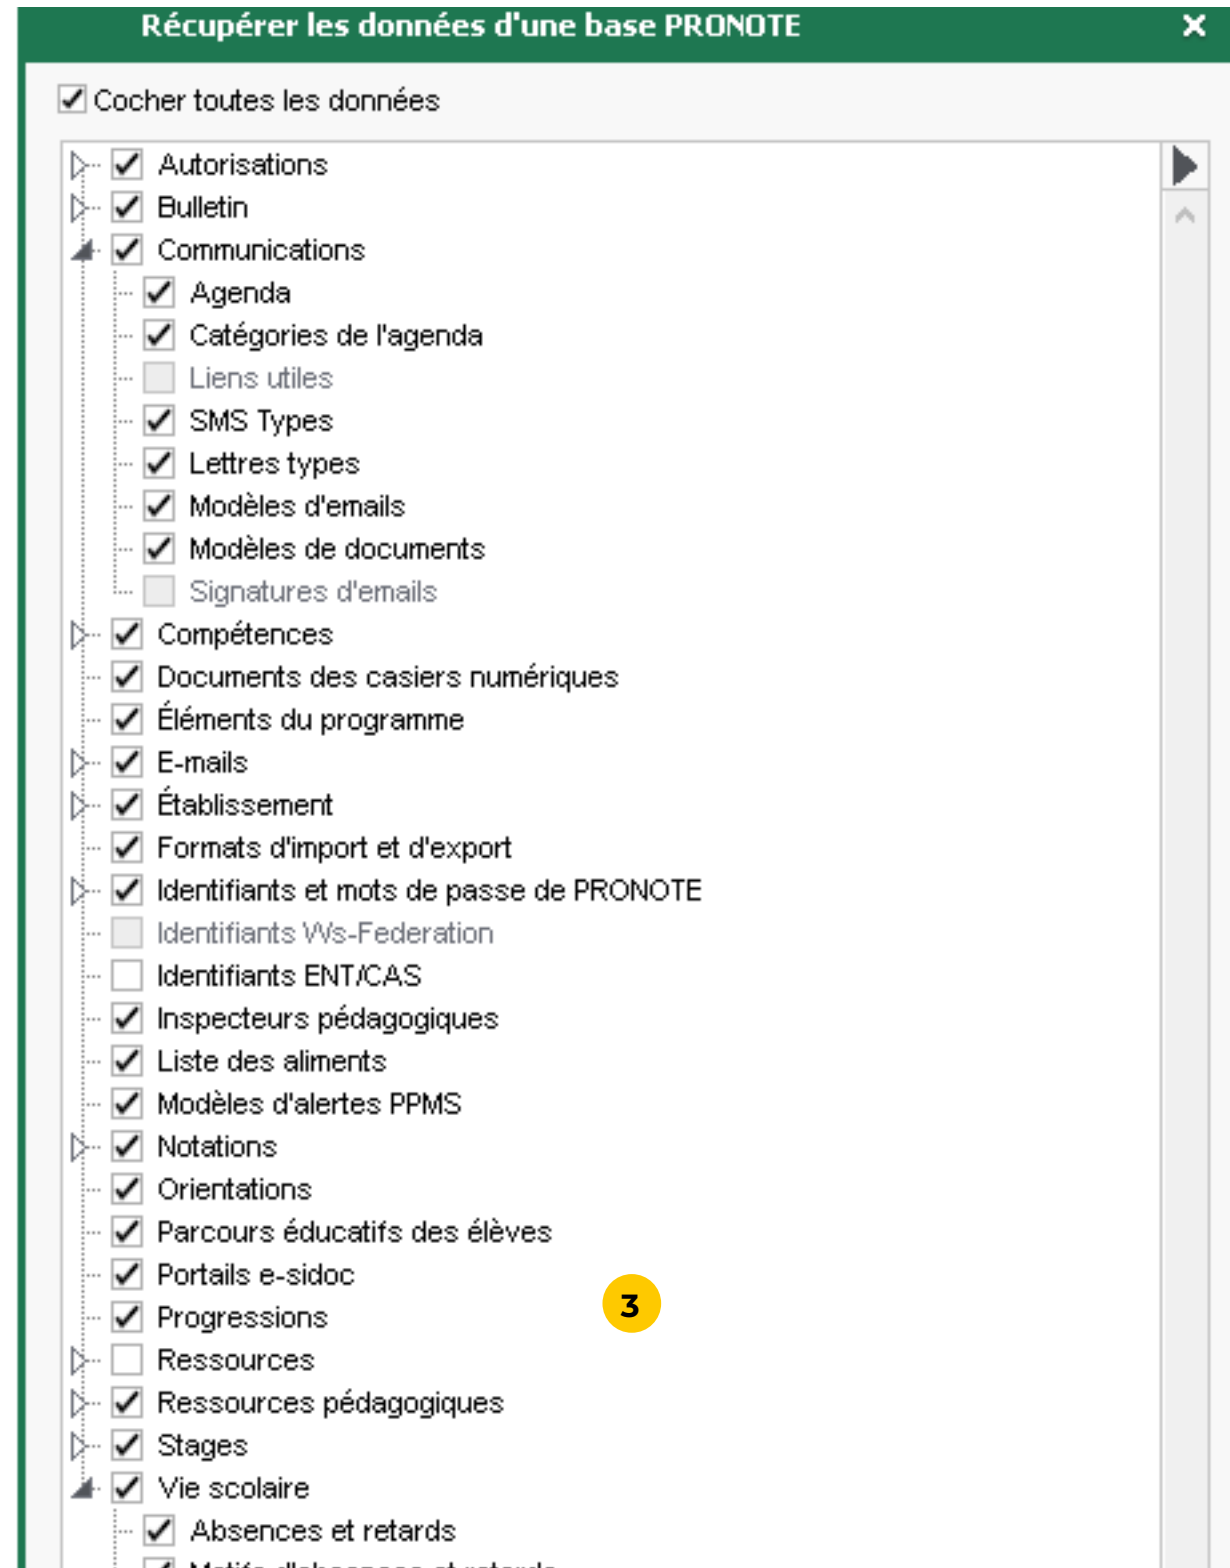 Récupérer les données d'une base PRONOTE
Cocher toutes les données
Autorisations
Bulletin
Communications
Agenda
Catégories de l'agenda
Liens utiles
SMS Types
Lettres types
Modèles d'emails
Modèles de documents
Signatures d'emails
Compétences
Documents des casiers numériques
Éléments du programme
E-mails
Établissement
Formats d'import et d'export
Identifiants et mots de passe de PRONOTE
Identifiants Ws-Federation
Identifiants ENT/CAS
Inspecteurs pédagogiques
Liste des aliments
Modèles d'alertes PPMS
Notations
Orientations
Parcours éducatifs des élèves
Portails e-sidoc
3
Progressions
Ressources
Ressources pédagogiques
Stages
Vie scolaire
Absences et retards
Motifs d'absences et retards